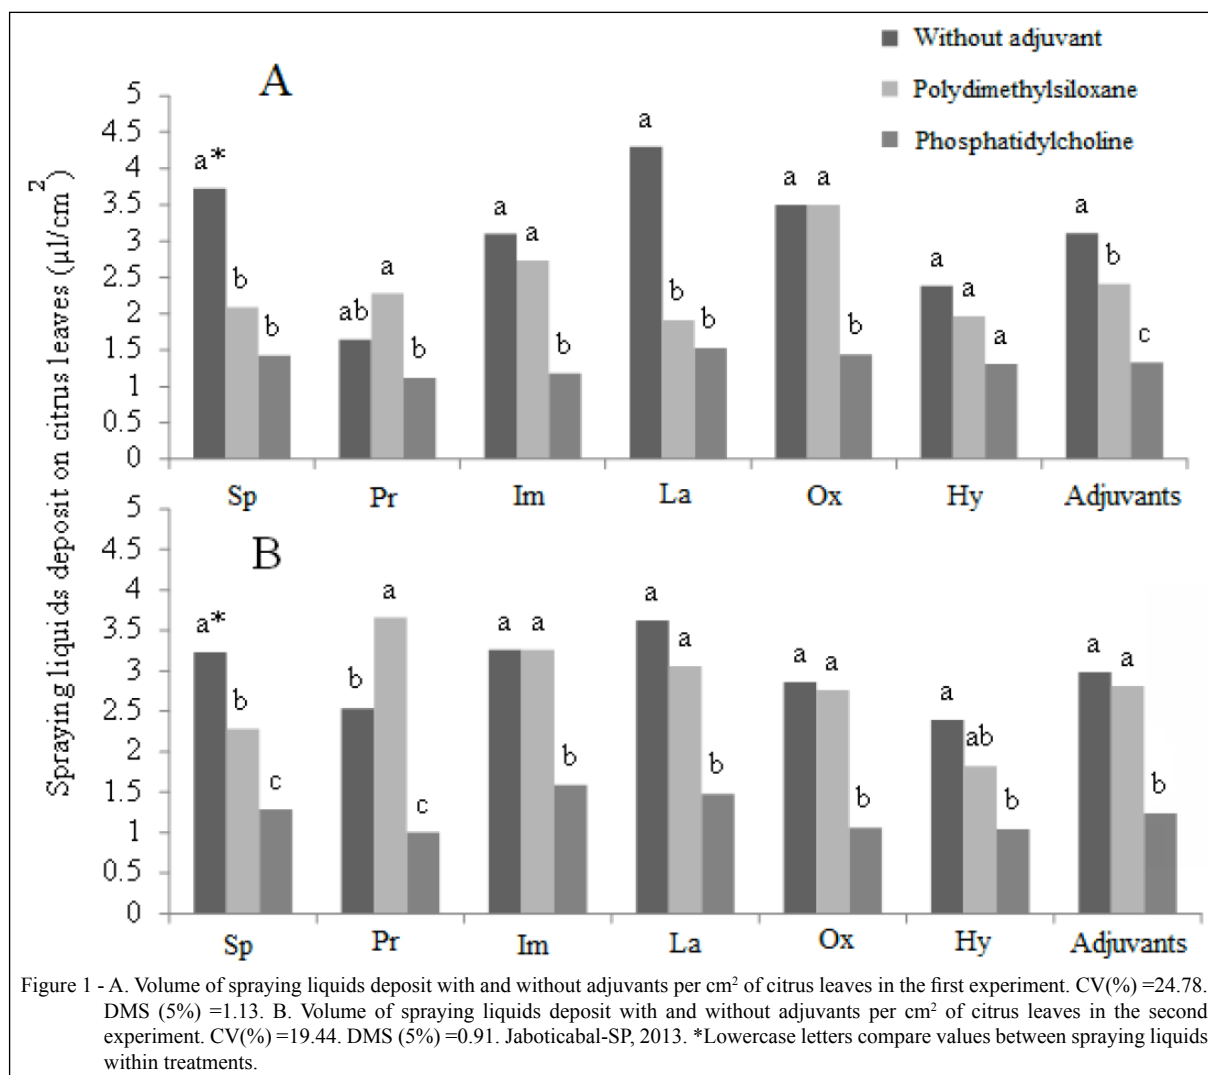 Without adjuvant
Polydimethylsiloxane
Phosphatidylcholine
Spraying liquids deposit on citrus leaves (µl/cm²)
A
5
4.5
4
3.5
3
2.5
2
1.5
1
0.5
0
a* b b
ab a b
a a b
a b b
a a b
a a a
a b c
Sp Pr Im La Ox Hy Adjuvants
B
5
4.5
4
3.5
3
2.5
2
1.5
1
0.5
0
a* b c
b a c
a a b
a a b
a a b
a ab b
a a b
Sp Pr Im La Ox Hy Adjuvants
Figure 1 - A. Volume of spraying liquids deposit with and without adjuvants per cm² of citrus leaves in the first experiment. CV(%) =24.78.
DMS (5%) =1.13. B. Volume of spraying liquids deposit with and without adjuvants per cm² of citrus leaves in the second
experiment. CV(%) =19.44. DMS (5%) =0.91. Jaboticabal-SP, 2013. *Lowercase letters compare values between spraying liquids
within treatments.